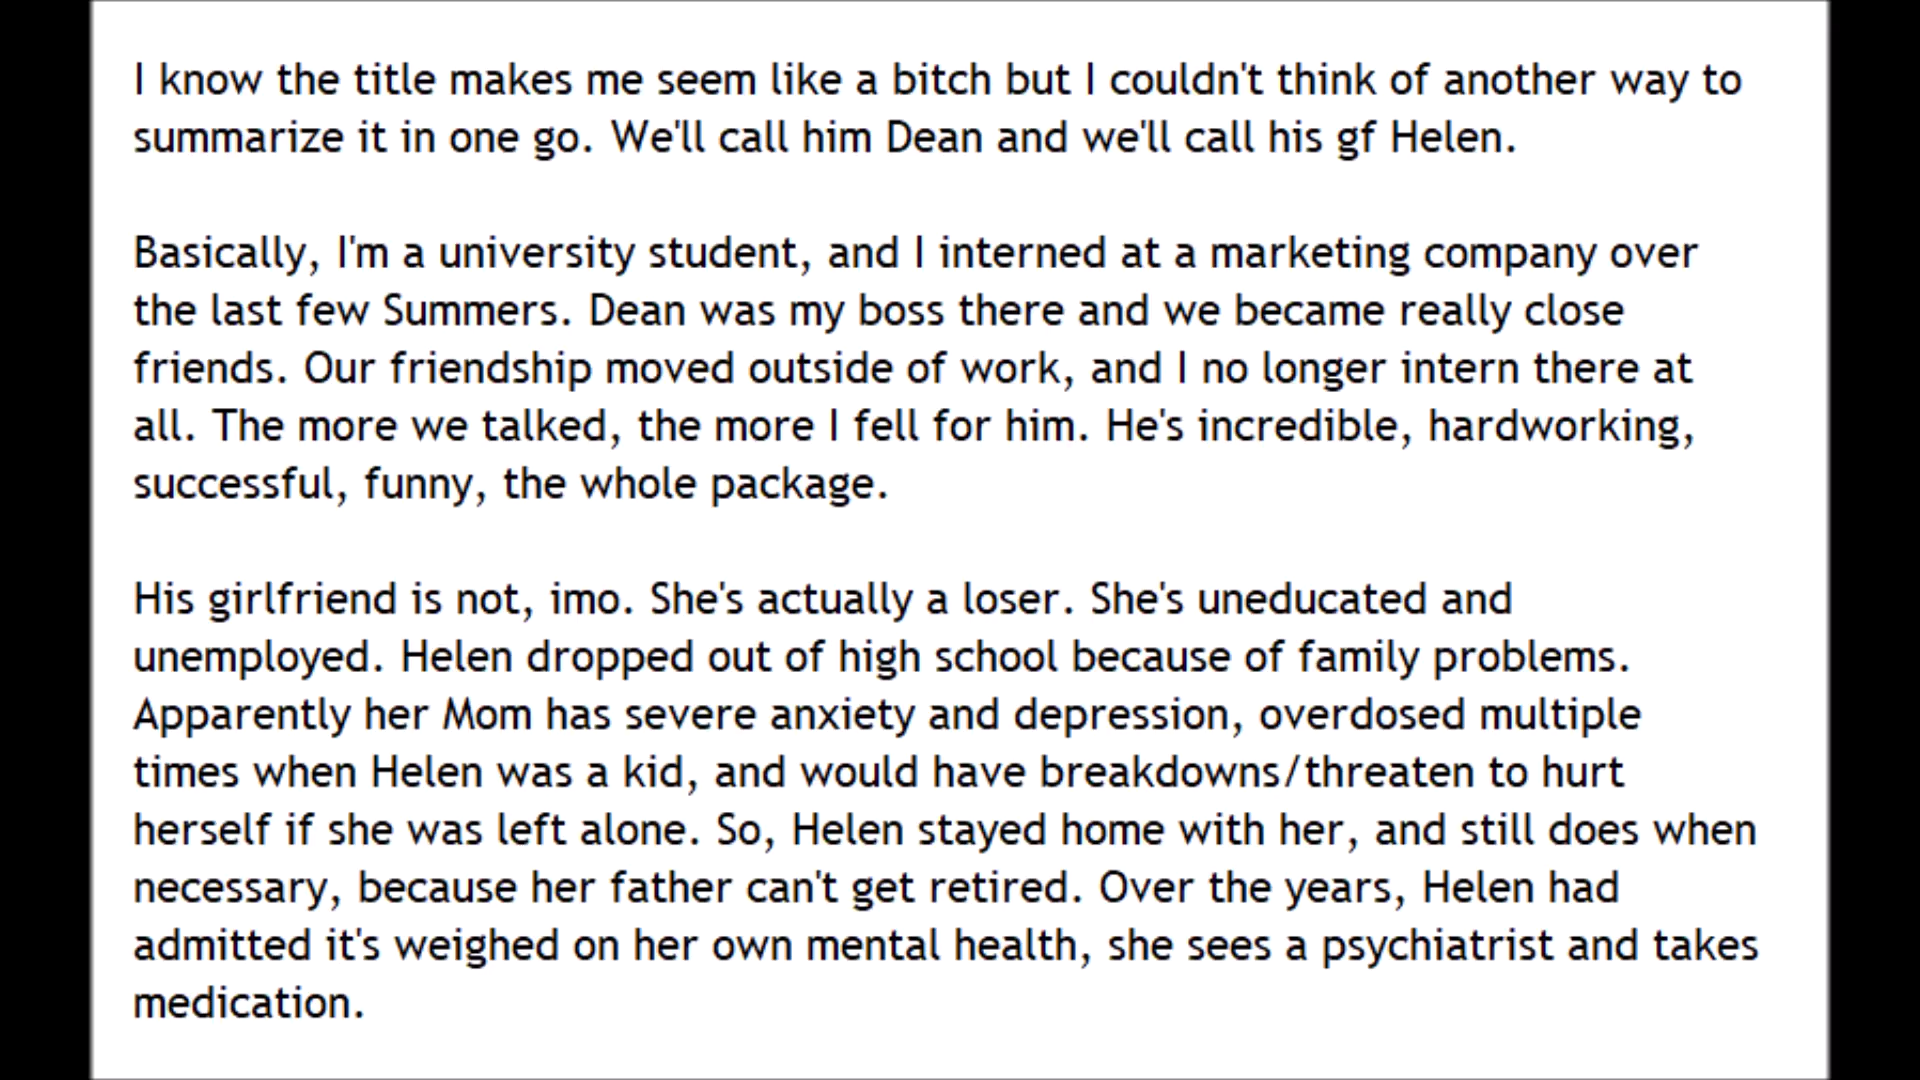 I know the title makes me seem like a bitch but I couldn't think of another way to
summarize it in one go. We'll call him Dean and we'll call his gf Helen.
Basically, I'm a university student, and I interned at a marketing company over
the last few Summers. Dean was my boss there and we became really close
friends. Our friendship moved outside of work, and I no longer intern there at
all. The more we talked, the more I fell for him. He's incredible, hardworking,
successful, funny, the whole package.
His girlfriend is not, imo. She's actually a loser. She's uneducated and
unemployed. Helen dropped out of high school because of family problems.
Apparently her Mom has severe anxiety and depression, overdosed multiple
times when Helen was a kid, and would have breakdowns/threaten to hurt
herself if she was left alone. So, Helen stayed home with her, and still does when
necessary, because her father can't get retired. Over the years, Helen had
admitted it's weighed on her own mental health, she sees a psychiatrist and takes
medication.